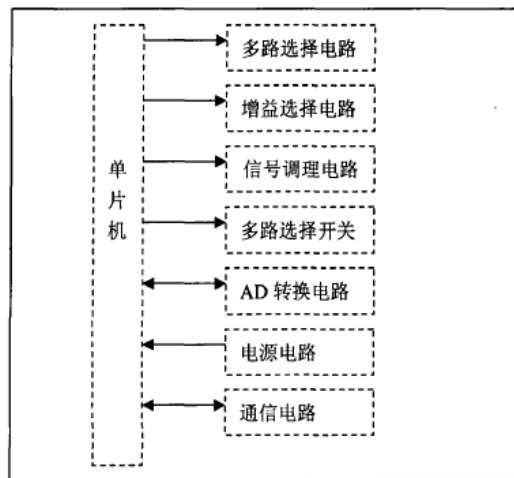 多路选择电路
增益选择电路
信号调理电路
多路选择开关
AD 转换电路
电源电路
通信电路
单
片
机